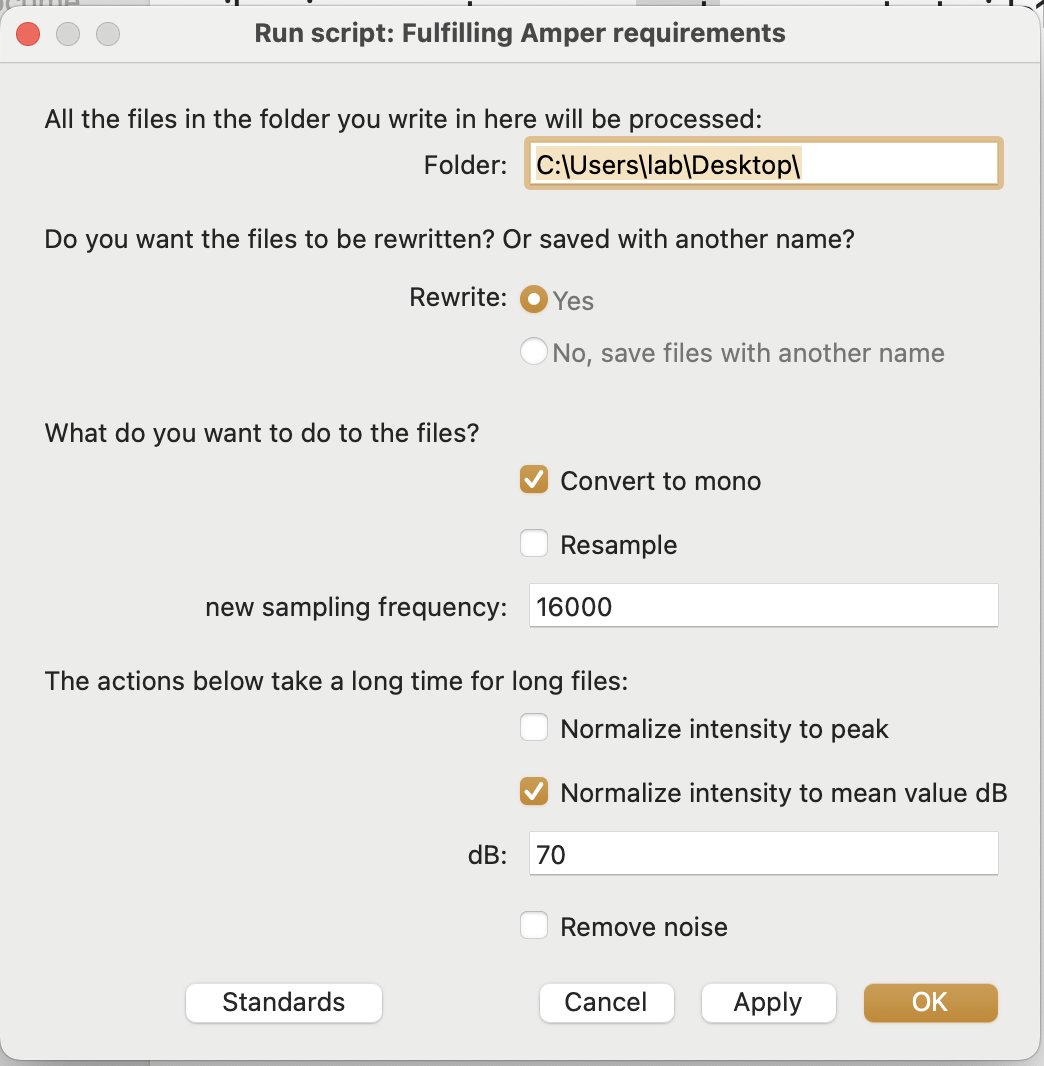 Run script: Fulfilling Amper requirements
All the files in the folder you write in here will be processed:
Folder: C:\Users\lab\Desktop\
Do you want the files to be rewritten? Or saved with another name?
Rewrite: Yes
No, save files with another name
What do you want to do to the files?
Convert to mono
Resample
new sampling frequency: 16000
The actions below take a long time for long files:
Normalize intensity to peak
Normalize intensity to mean value dB
dB: 70
Remove noise
Standards Cancel Apply OK